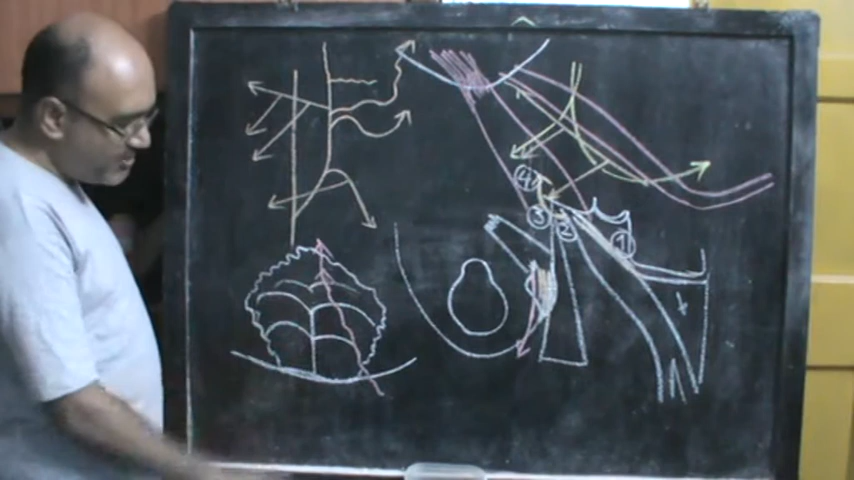 ④
③
②
①